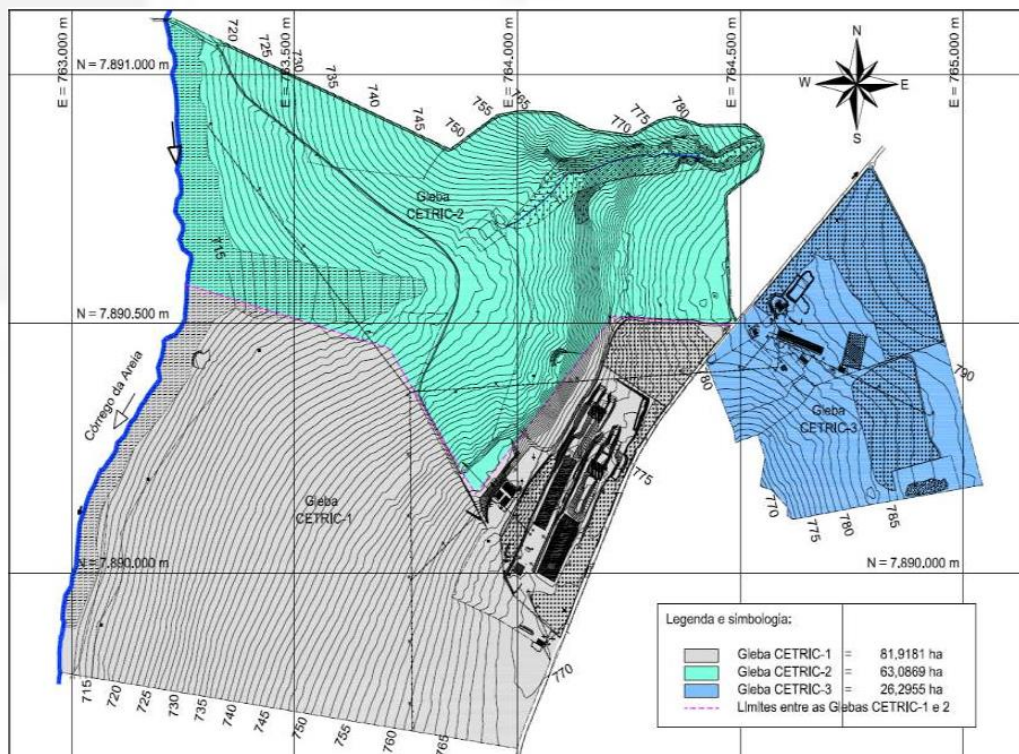 E = 763.000 m
E = 763.500 m
E = 764.000 m
E = 764.500 m
E = 765.000 m
N = 7.891.000 m
720
725
730
735
740
745
750
755
765
770
775
780
N
W
E
S
Gleba
CETRIC-2
715
N = 7.890.500 m
Córrego da Areia
780
790
Gleba
CETRIC-3
775
Gleba
CETRIC-1
770
775
780
785
N = 7.890.000 m
770
715
720
725
730
735
740
745
750
755
760
765
Legenda e simbologia:
Gleba CETRIC-1 = 81,9181 ha
Gleba CETRIC-2 = 63,0869 ha
Gleba CETRIC-3 = 26,2955 ha
Limites entre as Glebas CETRIC-1 e 2